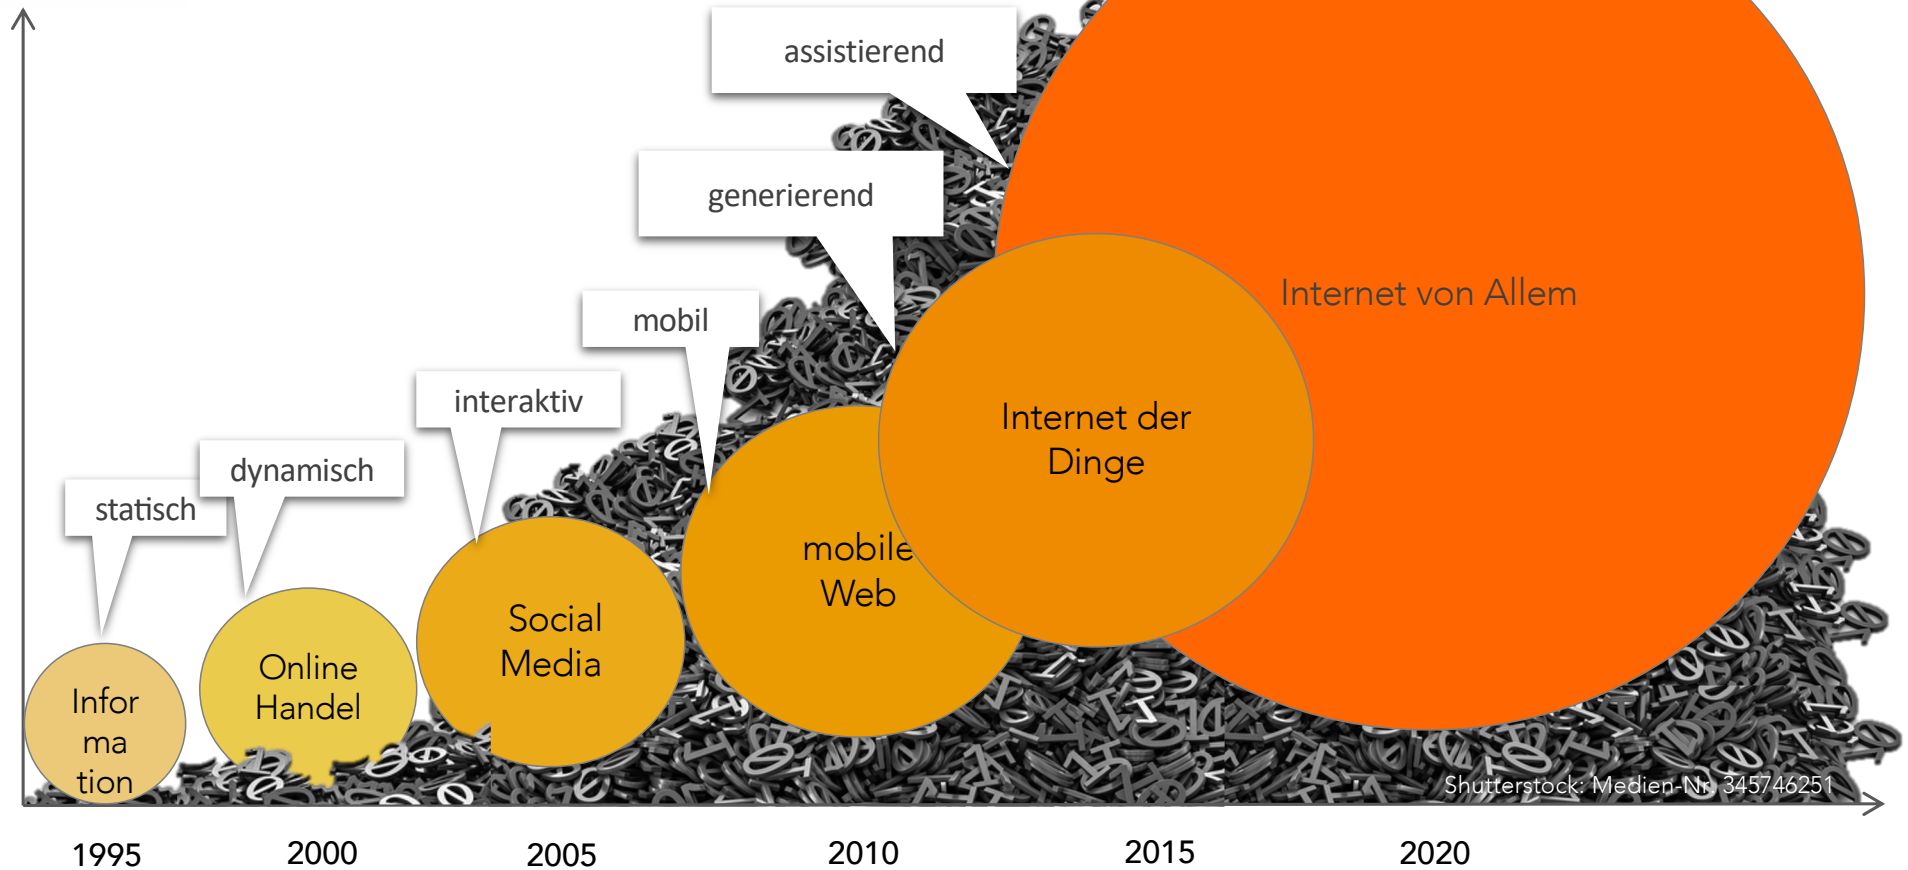 assistierend
generierend
mobil
interaktiv
dynamisch
statisch
Internet von Allem
Internet der
Dinge
mobile
Web
Social
Media
Online
Handel
Infor
ma
tion
Shutterstock: Medien-Nr. 345746251
1995
2000
2005
2010
2015
2020